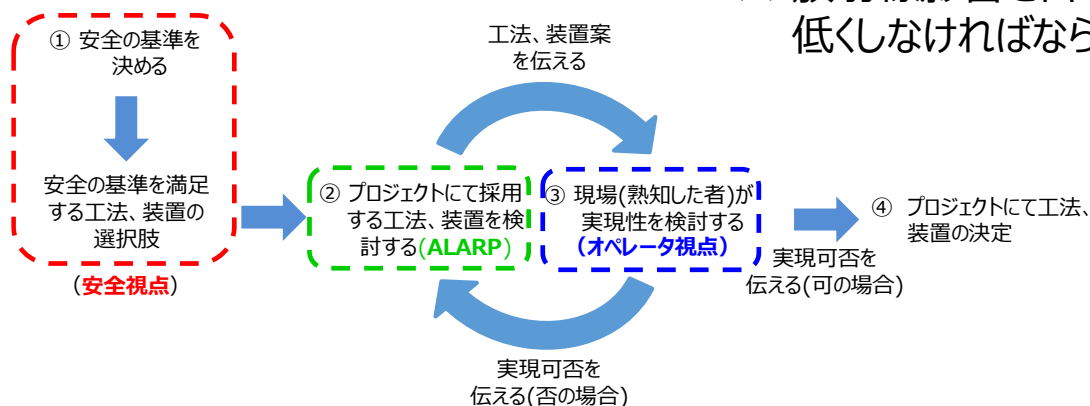 低くしなければなら
① 安全の基準を
決める
安全の基準を満足
する工法、装置の
選択肢
(安全視点)
工法、装置案
を伝える
② プロジェクトにて採用
する工法、装置を検
討する(ALARP)
③ 現場(熟知した者)が
実現性を検討する
(オペレータ視点)
実現可否を
伝える(否の場合)
実現可否を
伝える(可の場合)
④ プロジェクトにて工法、
装置の決定